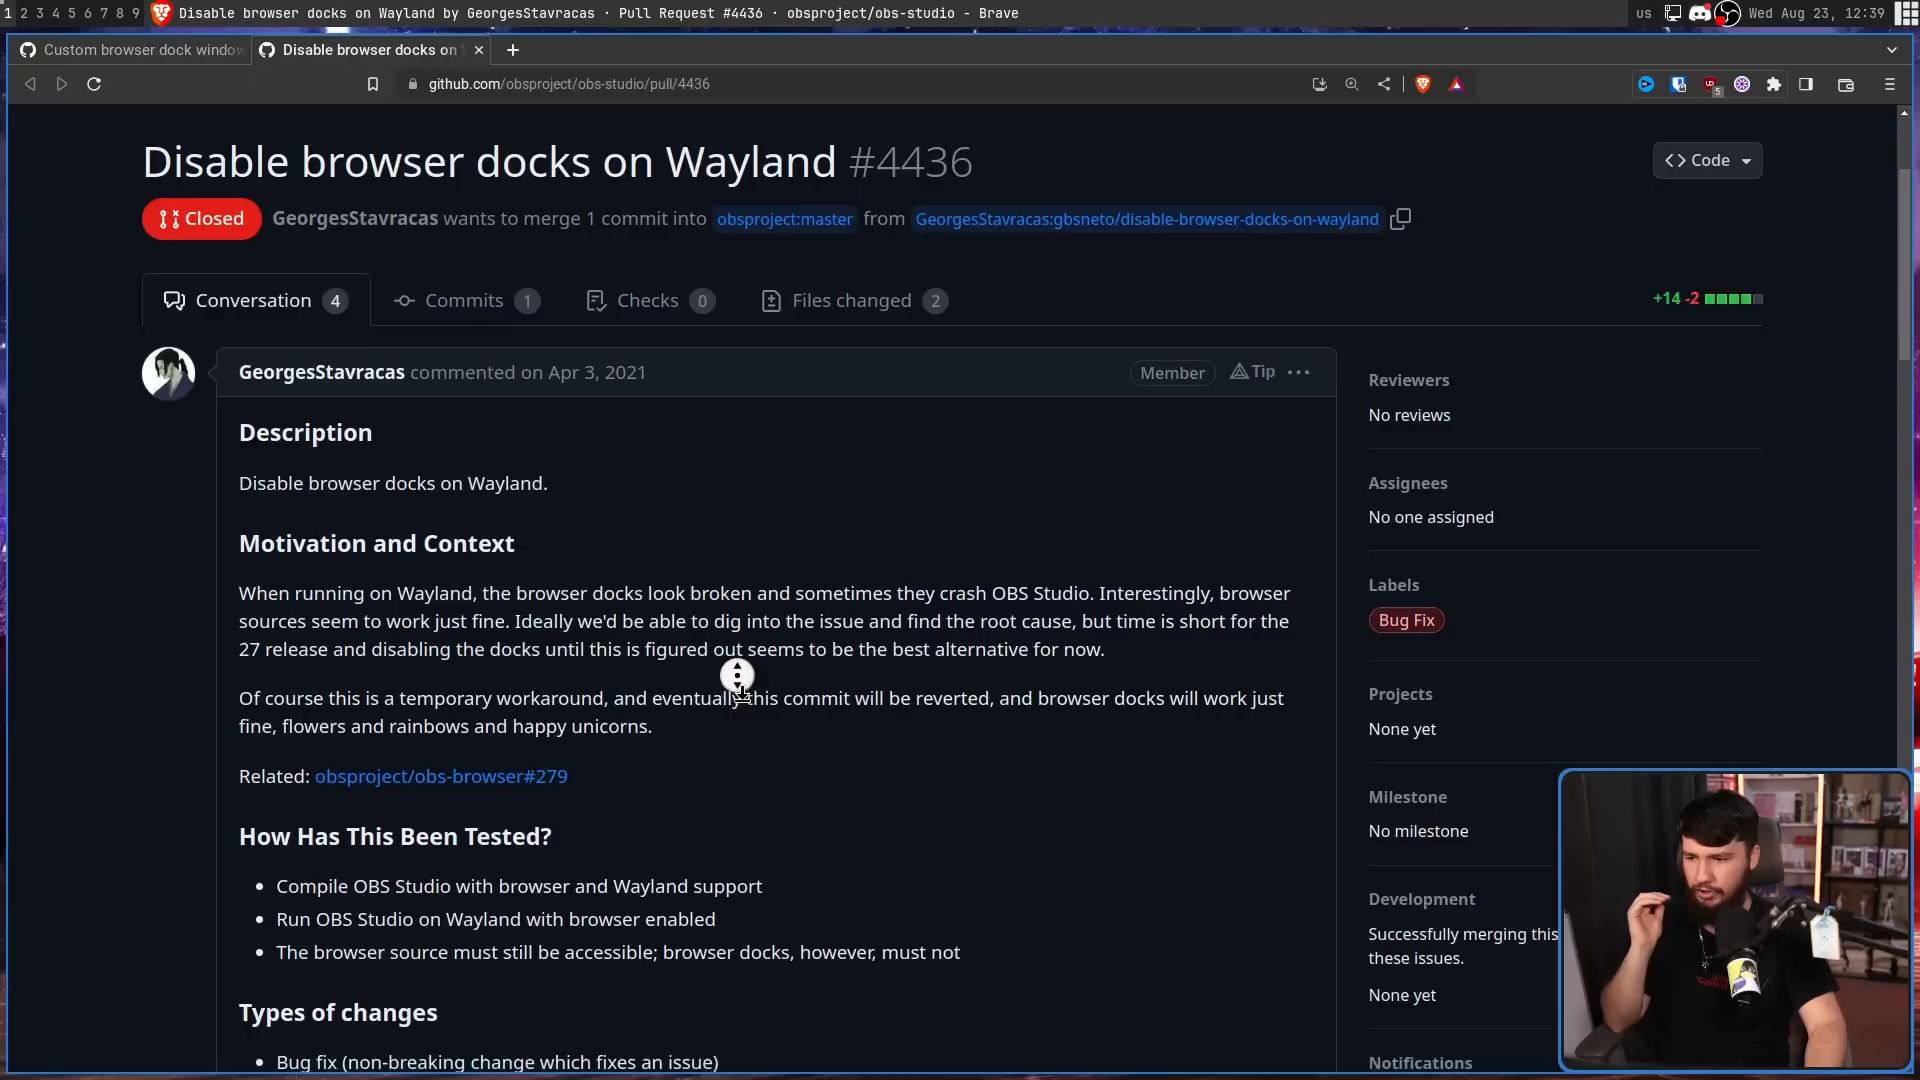 1 2 3 4 5 6 7 8 9 Disable browser docks on Wayland by GeorgesStavracas · Pull Request #4436 · obsproject/obs-studio - Brave us Wed Aug 23, 12:39
Custom browser dock window Disable browser docks on
github.com/obsproject/obs-studio/pull/4436 5
Disable browser docks on Wayland #4436
Code
Closed GeorgesStavracas wants to merge 1 commit into obsproject:master from GeorgesStavracas:gbsneto/disable-browser-docks-on-wayland
Conversation 4 Commits 1 Checks 0 Files changed 2 +14 -2
GeorgesStavracas commented on Apr 3, 2021 Member Tip
Description
Disable browser docks on Wayland.
Motivation and Context
When running on Wayland, the browser docks look broken and sometimes they crash OBS Studio. Interestingly, browser
sources seem to work just fine. Ideally we'd be able to dig into the issue and find the root cause, but time is short for the
27 release and disabling the docks until this is figured out seems to be the best alternative for now.
Of course this is a temporary workaround, and eventually this commit will be reverted, and browser docks will work just
fine, flowers and rainbows and happy unicorns.
Related: obsproject/obs-browser#279
How Has This Been Tested?
• Compile OBS Studio with browser and Wayland support
• Run OBS Studio on Wayland with browser enabled
• The browser source must still be accessible; browser docks, however, must not
Types of changes
• Bug fix (non-breaking change which fixes an issue)
Reviewers
No reviews
Assignees
No one assigned
Labels
Bug Fix
Projects
None yet
Milestone
No milestone
Development
Successfully merging this
these issues.
None yet
Notifications